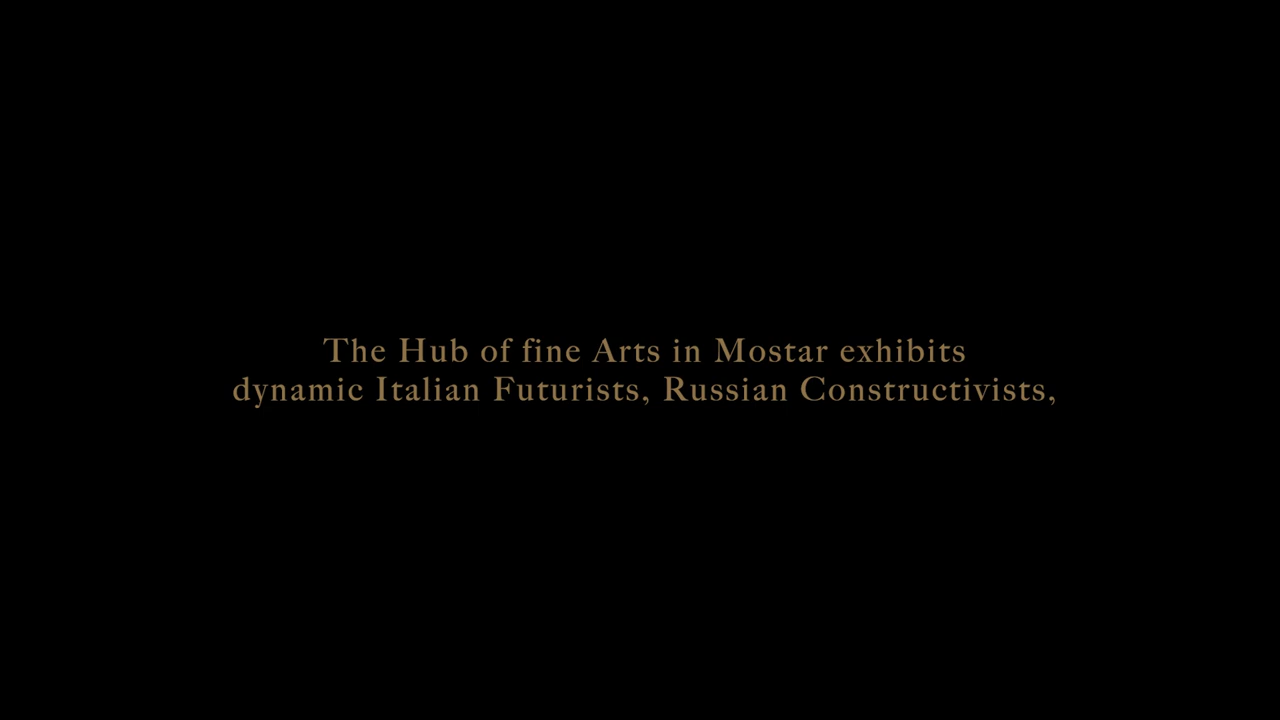 The Hub of fine Arts in Mostar exhibits
dynamic Italian Futurists, Russian Constructivists,